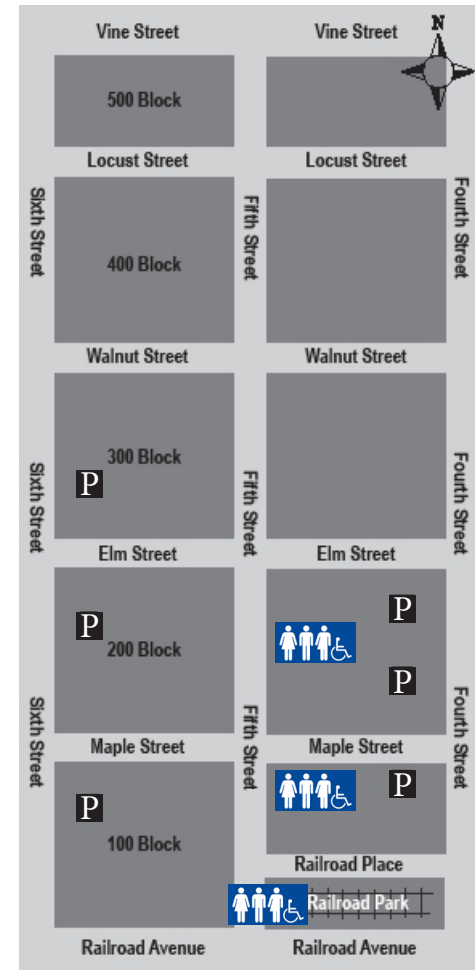 Vine Street Vine Street N
500 Block
Locust Street Locust Street
Sixth Street Fifth Street Fourth Street
400 Block
Walnut Street Walnut Street
300 Block
P
Sixth Street Fifth Street Fourth Street
Elm Street Elm Street
P P
200 Block
P
Sixth Street Fifth Street Fourth Street
Maple Street Maple Street
P P
100 Block
Railroad Place
Railroad Park
Railroad Avenue Railroad Avenue